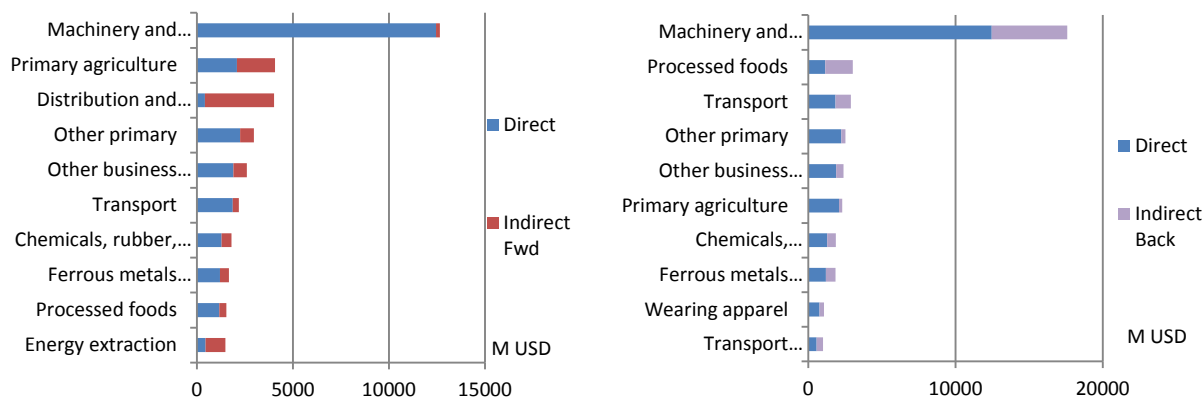 Machinery and...
Primary agriculture
Distribution and...
Other primary
Other business...
Transport
Chemicals, rubber,...
Ferrous metals...
Processed foods
Energy extraction
0
5000
10000
15000
Direct
Indirect
Fwd
M USD
Machinery and...
Processed foods
Transport
Other primary
Other business...
Primary agriculture
Chemicals,...
Ferrous metals...
Wearing apparel
Transport...
0
10000
20000
Direct
Indirect
Back
M USD